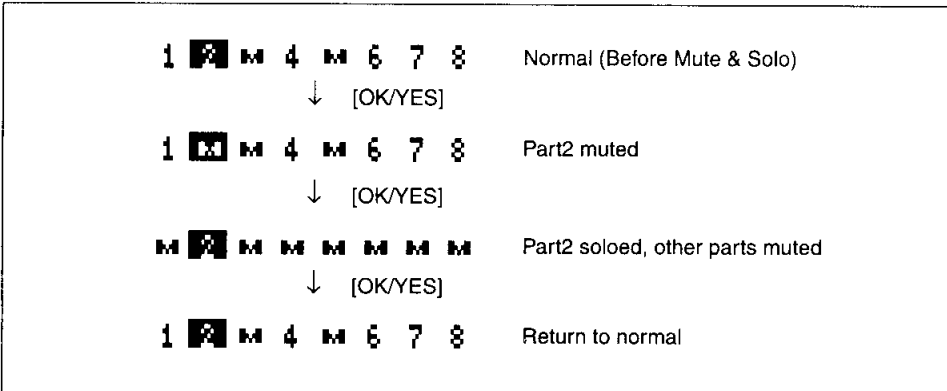 1 2 M 4 M 6 7 8 Normal (Before Mute & Solo)
↓ [OK/YES]
1 M M 4 M 6 7 8 Part2 muted
↓ [OK/YES]
M 2 M M M M M M Part2 soloed, other parts muted
↓ [OK/YES]
1 2 M 4 M 6 7 8 Return to normal